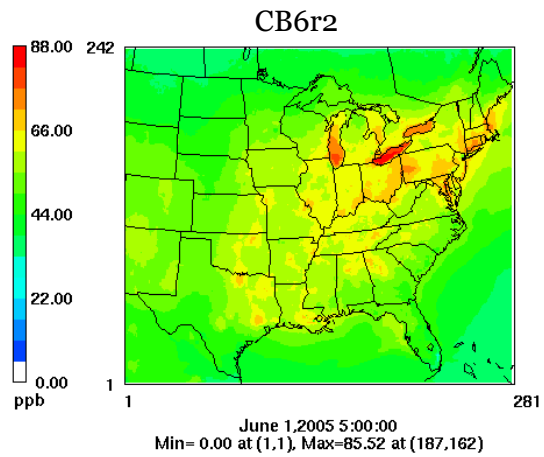 CB6r2
88.00
66.00
44.00
22.00
0.00
ppb
242
1
1
281
June 1,2005 5:00:00
Min= 0.00 at (1,1), Max=85.52 at (187,162)